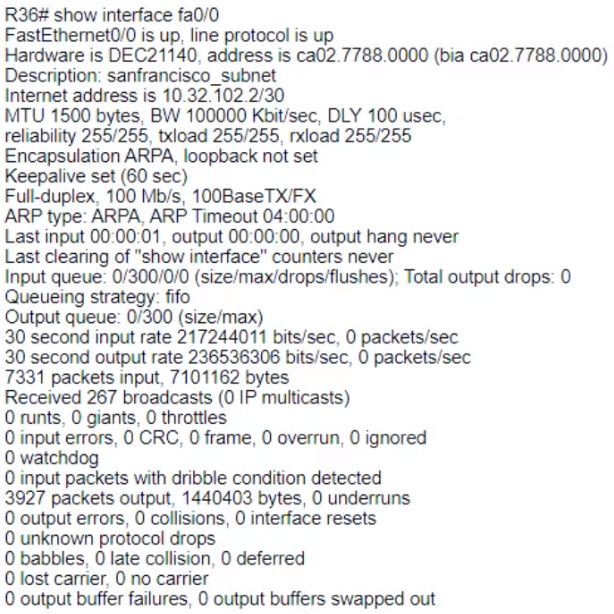 R36# show interface fa0/0
FastEthernet0/0 is up, line protocol is up
Hardware is DEC21140, address is ca02.7788.0000 (bia ca02.7788.0000)
Description: sanfrancisco_subnet
Internet address is 10.32.102.2/30
MTU 1500 bytes, BW 100000 Kbit/sec, DLY 100 usec,
reliability 255/255, txload 255/255, rxload 255/255
Encapsulation ARPA, loopback not set
Keepalive set (60 sec)
Full-duplex, 100 Mb/s, 100BaseTX/FX
ARP type: ARPA, ARP Timeout 04:00:00
Last input 00:00:01, output 00:00:00, output hang never
Last clearing of "show interface" counters never
Input queue: 0/300/0/0 (size/max/drops/flushes); Total output drops: 0
Queueing strategy: fifo
Output queue: 0/300 (size/max)
30 second input rate 217244011 bits/sec, 0 packets/sec
30 second output rate 236536306 bits/sec, 0 packets/sec
7331 packets input, 7101162 bytes
Received 267 broadcasts (0 IP multicasts)
0 runts, 0 giants, 0 throttles
0 input errors, 0 CRC, 0 frame, 0 overrun, 0 ignored
0 watchdog
0 input packets with dribble condition detected
3927 packets output, 1440403 bytes, 0 underruns
0 output errors, 0 collisions, 0 interface resets
0 unknown protocol drops
0 babbles, 0 late collision, 0 deferred
0 lost carrier, 0 no carrier
0 output buffer failures, 0 output buffers swapped out